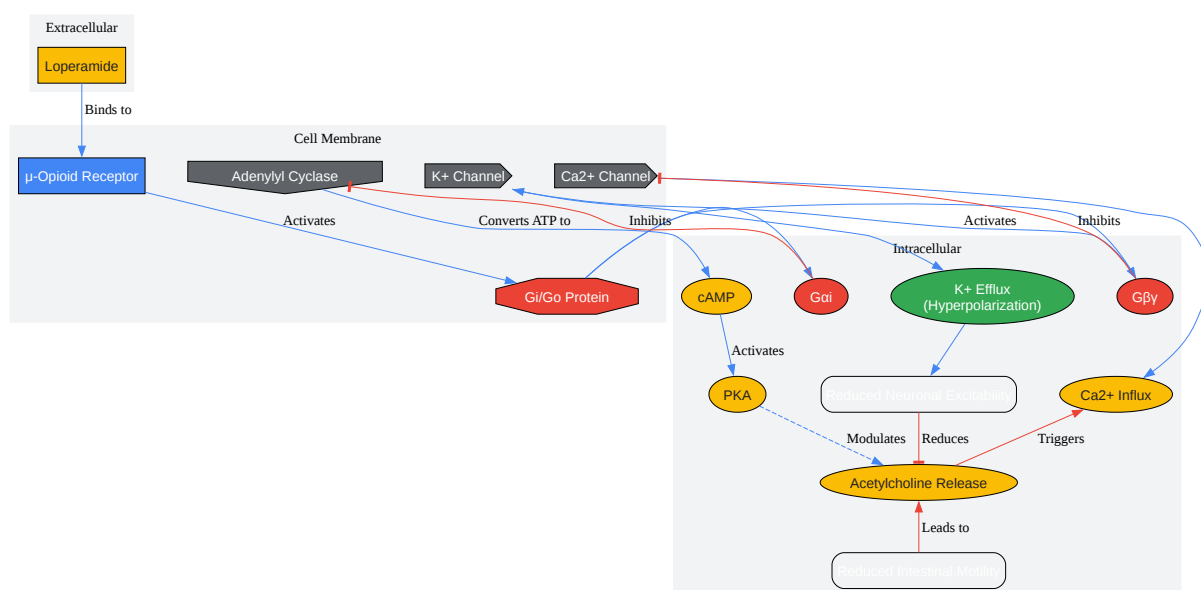 Extracellular
Loperamide
Binds to
Cell Membrane
μ-Opioid Receptor
Adenylyl Cyclase
K+ Channel
Ca2+ Channel
Activates
Converts ATP to
Inhibits
Activates
Inhibits
Intracellular
Gi/Go Protein
cAMP
Gαi
K+ Efflux
(Hyperpolarization)
Gβγ
Activates
PKA
Reduced Neuronal Excitability
Ca2+ Influx
Modulates
Reduces
Triggers
Acetylcholine Release
Leads to
Reduced Intestinal Motility